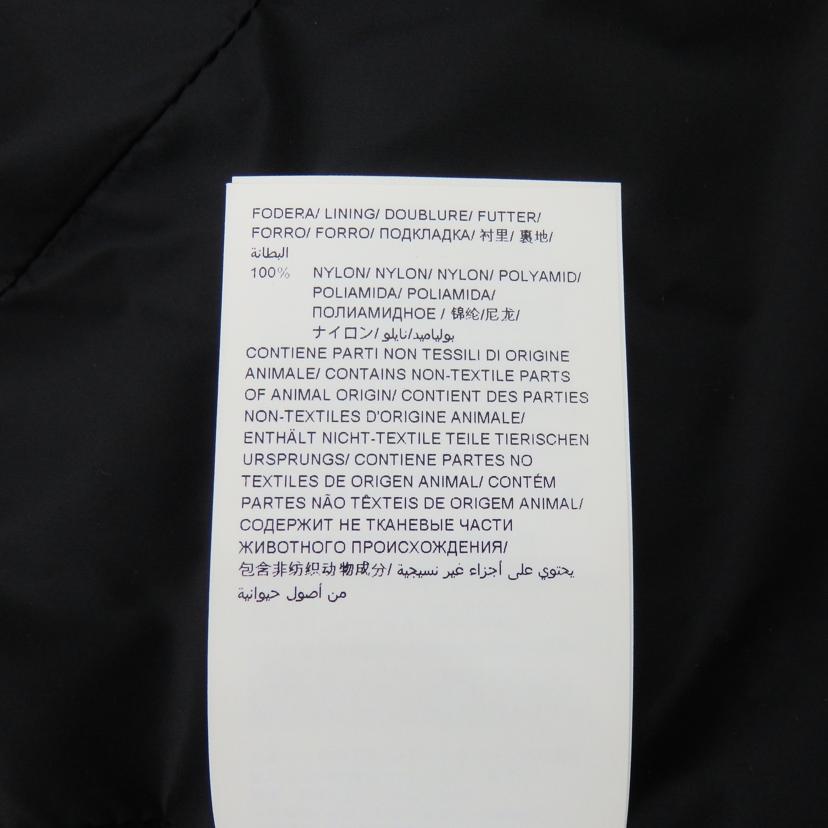 FODERA/ LINING/ DOUBLURE/ FUTTER/
FORRO/ FORRO/ ПОДКЛАДКА/ 衬里/ 裏地/
البطانة
100% NYLON/ NYLON/ NYLON/ POLYAMID/
POLIAMIDA/ POLIAMIDA/
ПОЛИАМИДНОЕ / 锦纶/尼龙/
ナイロン/ بولياميد/نايلو
CONTIENE PARTI NON TESSILI DI ORIGINE
ANIMALE/ CONTAINS NON-TEXTILE PARTS
OF ANIMAL ORIGIN/ CONTIENT DES PARTIES
NON-TEXTILES D'ORIGINE ANIMALE/
ENTHÄLT NICHT-TEXTILE TEILE TIERISCHEN
URSPRUNGS/ CONTIENE PARTES NO
TEXTILES DE ORIGEN ANIMAL/ CONTÉM
PARTES NÃO TÊXTEIS DE ORIGEM ANIMAL/
СОДЕРЖИТ НЕ ТКАНЕВЫЕ ЧАСТИ
ЖИВОТНОГО ПРОИСХОЖДЕНИЯ/
包含非纺织动物成分/ يحتوي على أجزاء غير نسيجية
من أصول حيوانية